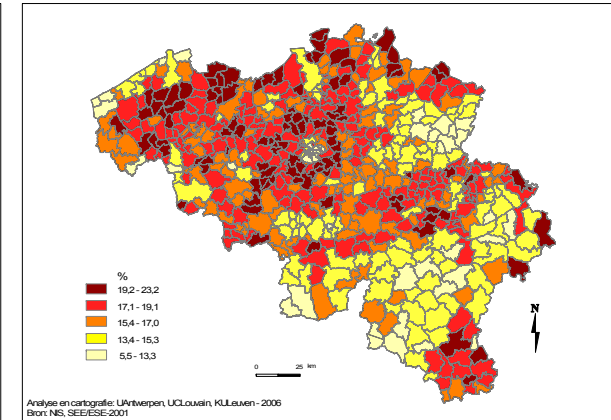 %
19,2 - 23,2
17,1 - 19,1
15,4 - 17,0
13,4 - 15,3
5,5 - 13,3
N
0 25 km
Analyse en cartografie: UAntwerpen, UCLouvain, KULeuven - 2006
Bron: NIS, SEE/ESE-2001